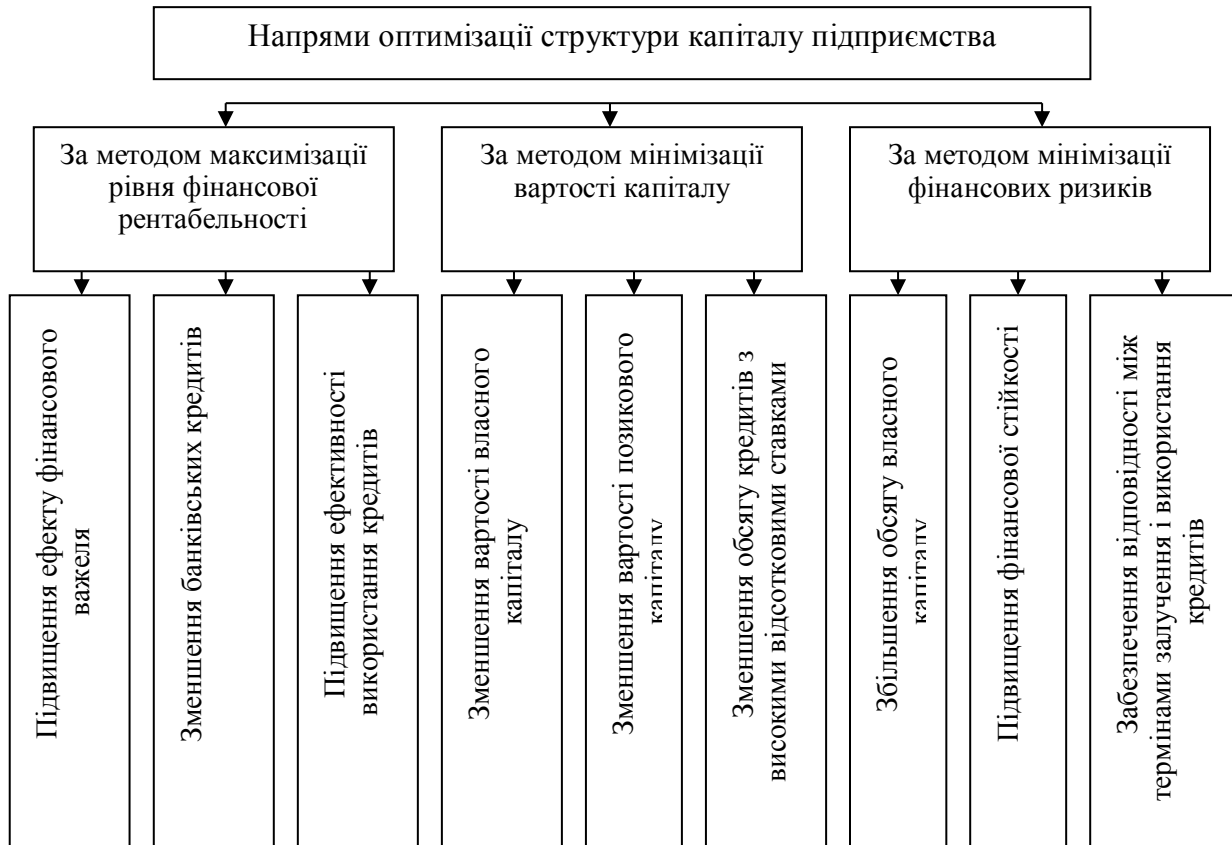 Напрями оптимізації структури капіталу підприємства
За методом максимізації
рівня фінансової
рентабельності
За методом мінімізації
вартості капіталу
За методом мінімізації
фінансових ризиків
Підвищення ефекту фінансового
важеля
Зменшення банківських кредитів
Підвищення ефективності
використання кредитів
Зменшення вартості власного
капіталу
Зменшення вартості позикового
капіталу
Зменшення обсягу кредитів з
високими відсотковими ставками
Збільшення обсягу власного
капіталу
Підвищення фінансової стійкості
Забезпечення відповідності між
термінами залучення і використання
кредитів